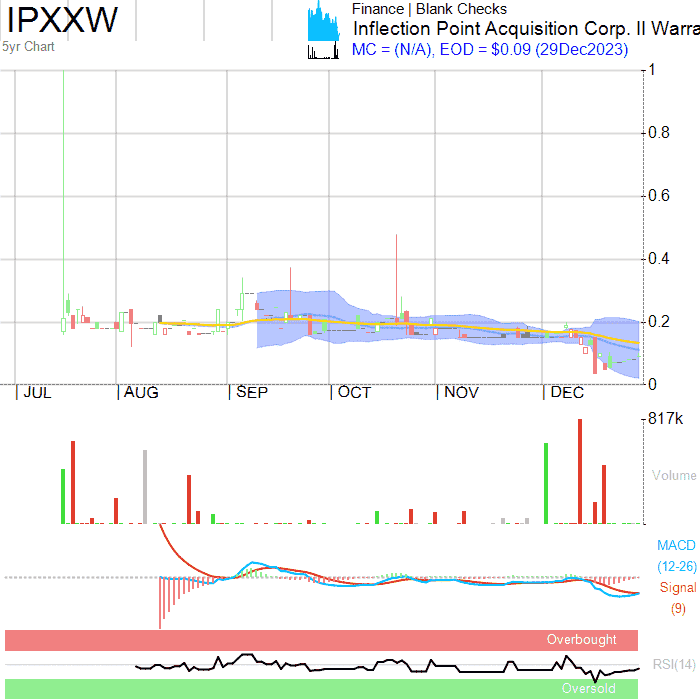 IPXXW
5yr Chart
Finance | Blank Checks
Inflection Point Acquisition Corp. II Warra
MC = (N/A), EOD = $0.09 (29Dec2023)
1
0.8
0.6
0.4
0.2
0
JUL
AUG
SEP
OCT
NOV
DEC
817k
Volume
MACD
(12-26)
Signal
(9)
Overbought
RSI(14)
Oversold